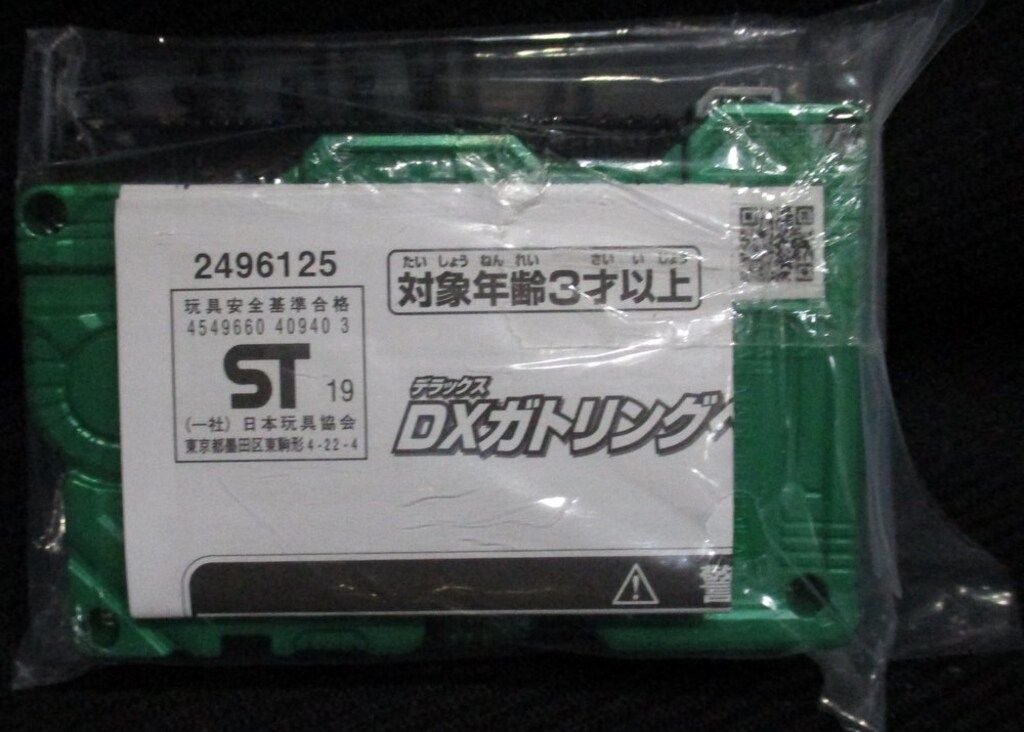 2496125
玩具安全基準合格
4549660 40940 3
ST 19
(一社) 日本玩具協会
東京都墨田区東駒形4-22-4
たい しょう ねん れい さい い じょう
対象年齢3才以上
デラックス
DXガトリング